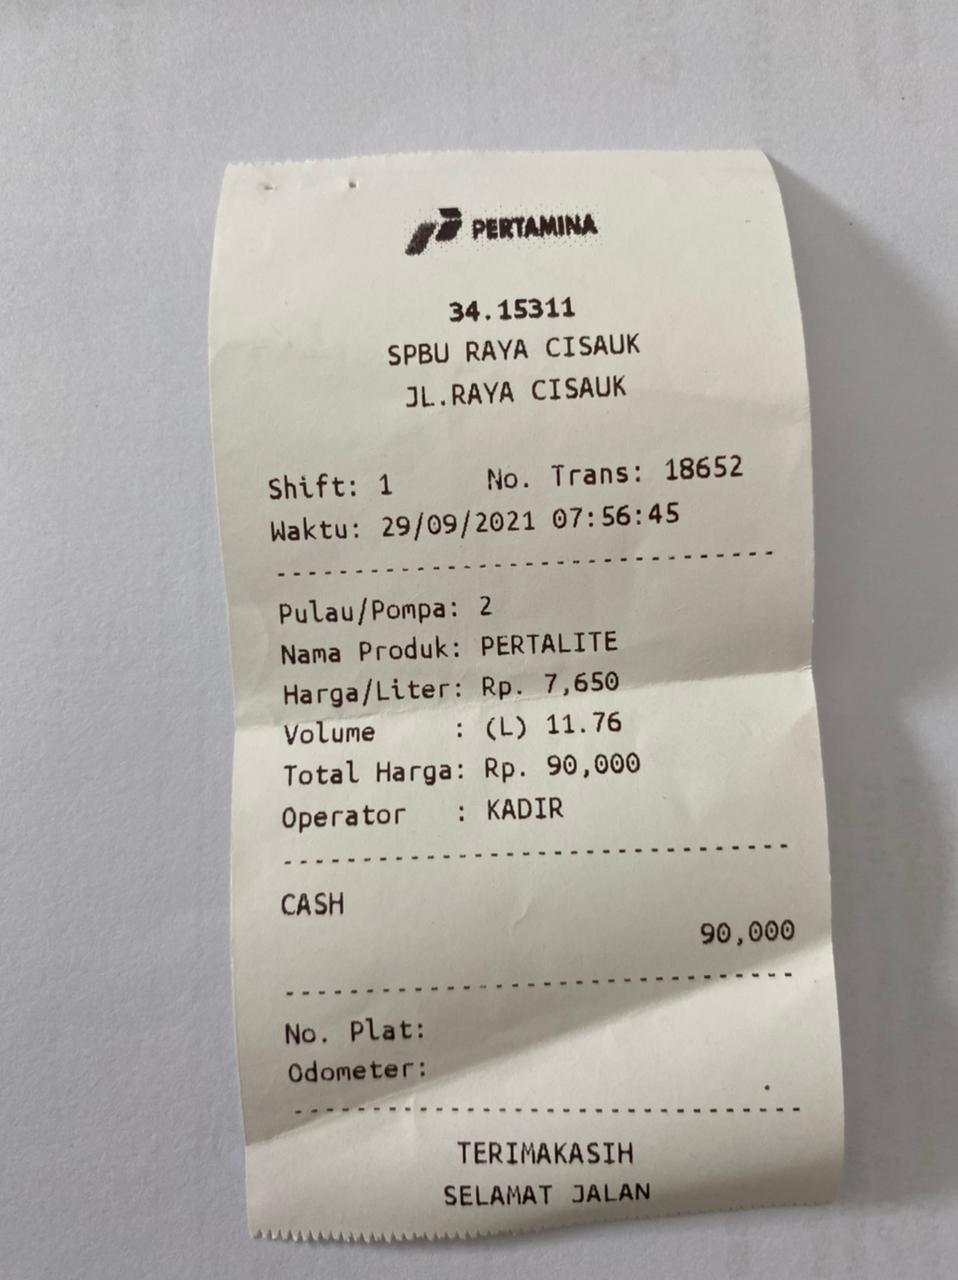 PERTAMINA
34.15311
SPBU RAYA CISAUK
JL.RAYA CISAUK
Shift: 1 No. Trans: 18652
Waktu: 29/09/2021 07:56:45
--------------------------------
Pulau/Pompa: 2
Nama Produk: PERTALITE
Harga/Liter: Rp. 7,650
Volume : (L) 11.76
Total Harga: Rp. 90,000
Operator : KADIR
--------------------------------
CASH
90,000
--------------------------------
No. Plat:
Odometer:
--------------------------------
TERIMAKASIH
SELAMAT JALAN